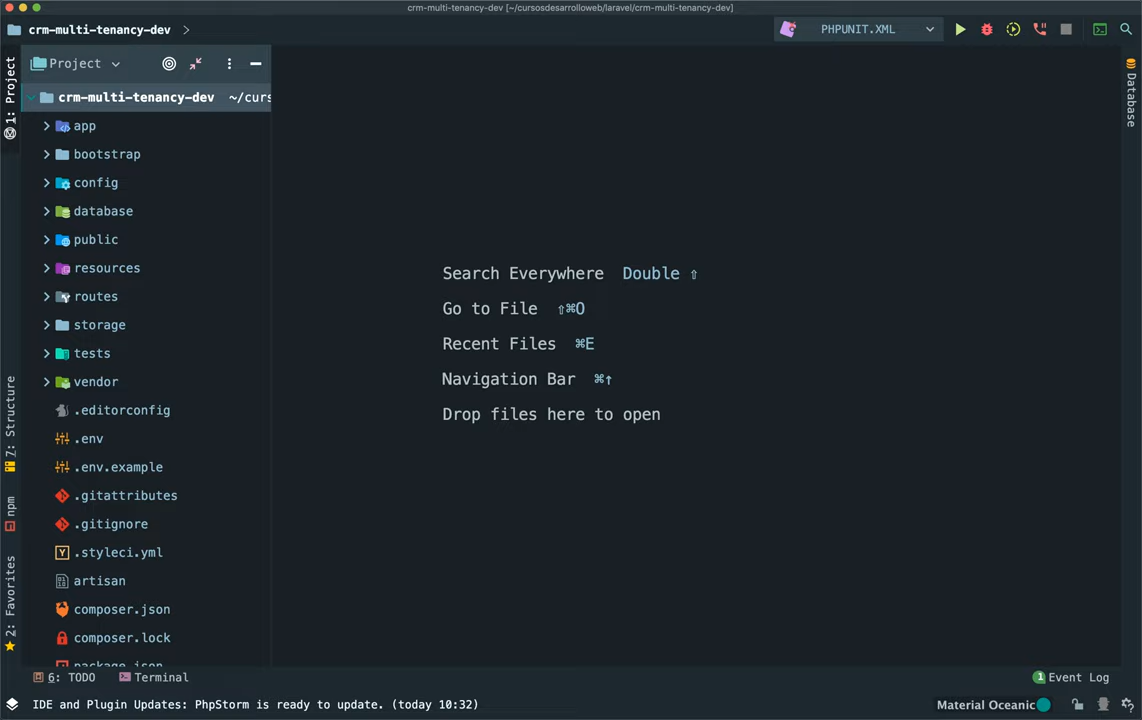 crm-multi-tenancy-dev [~/cursosdesarrolloweb/laravel/crm-multi-tenancy-dev]
crm-multi-tenancy-dev
PHPUNIT.XML
1: Project
Project
crm-multi-tenancy-dev ~/curs
app
bootstrap
config
database
public
resources
routes
storage
tests
vendor
.editorconfig
.env
.env.example
.gitattributes
.gitignore
.styleci.yml
artisan
composer.json
composer.lock
package.json
Search Everywhere Double ⇧
Go to File ⇧⌘O
Recent Files ⌘E
Navigation Bar ⌘↑
Drop files here to open
Database
7: Structure
npm
2: Favorites
6: TODO
Terminal
1 Event Log
IDE and Plugin Updates: PhpStorm is ready to update. (today 10:32)
Material Oceanic